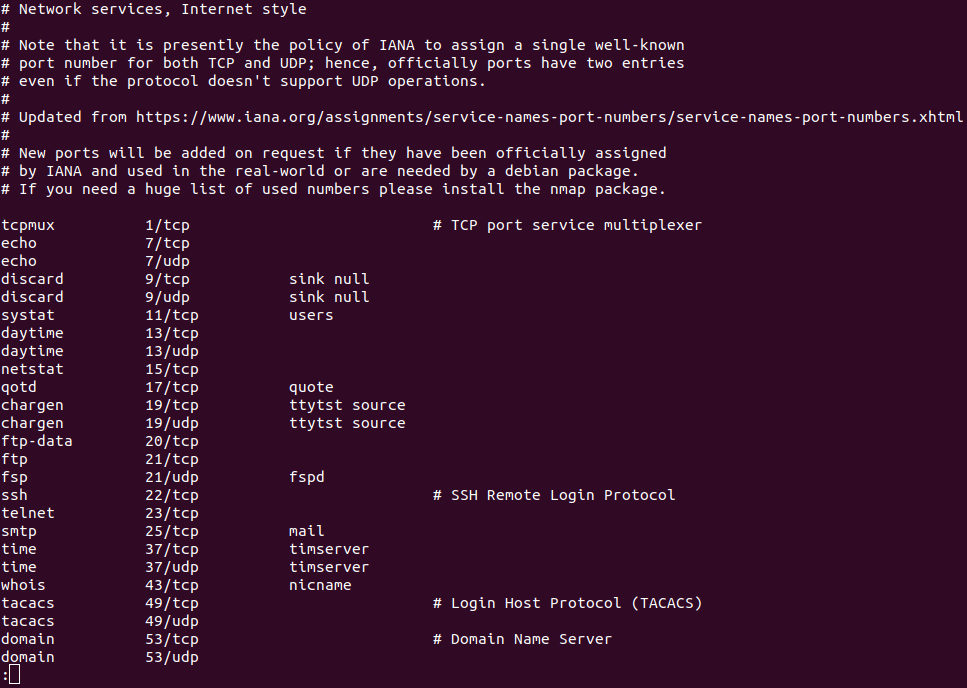 # Network services, Internet style
#
# Note that it is presently the policy of IANA to assign a single well-known
# port number for both TCP and UDP; hence, officially ports have two entries
# even if the protocol doesn't support UDP operations.
#
# Updated from https://www.iana.org/assignments/service-names-port-numbers/service-names-port-numbers.xhtml
#
# New ports will be added on request if they have been officially assigned
# by IANA and used in the real-world or are needed by a debian package.
# If you need a huge list of used numbers please install the nmap package.

tcpmux          1/tcp                           # TCP port service multiplexer
echo            7/tcp
echo            7/udp
discard         9/tcp           sink null
discard         9/udp           sink null
systat          11/tcp          users
daytime         13/tcp
daytime         13/udp
netstat         15/tcp
qotd            17/tcp          quote
chargen         19/tcp          ttytst source
chargen         19/udp          ttytst source
ftp-data        20/tcp
ftp             21/tcp
fsp             21/udp          fspd
ssh             22/tcp                          # SSH Remote Login Protocol
telnet          23/tcp
smtp            25/tcp          mail
time            37/tcp          timserver
time            37/udp          timserver
whois           43/tcp          nicname
tacacs          49/tcp                          # Login Host Protocol (TACACS)
tacacs          49/udp
domain          53/tcp                          # Domain Name Server
domain          53/udp
: